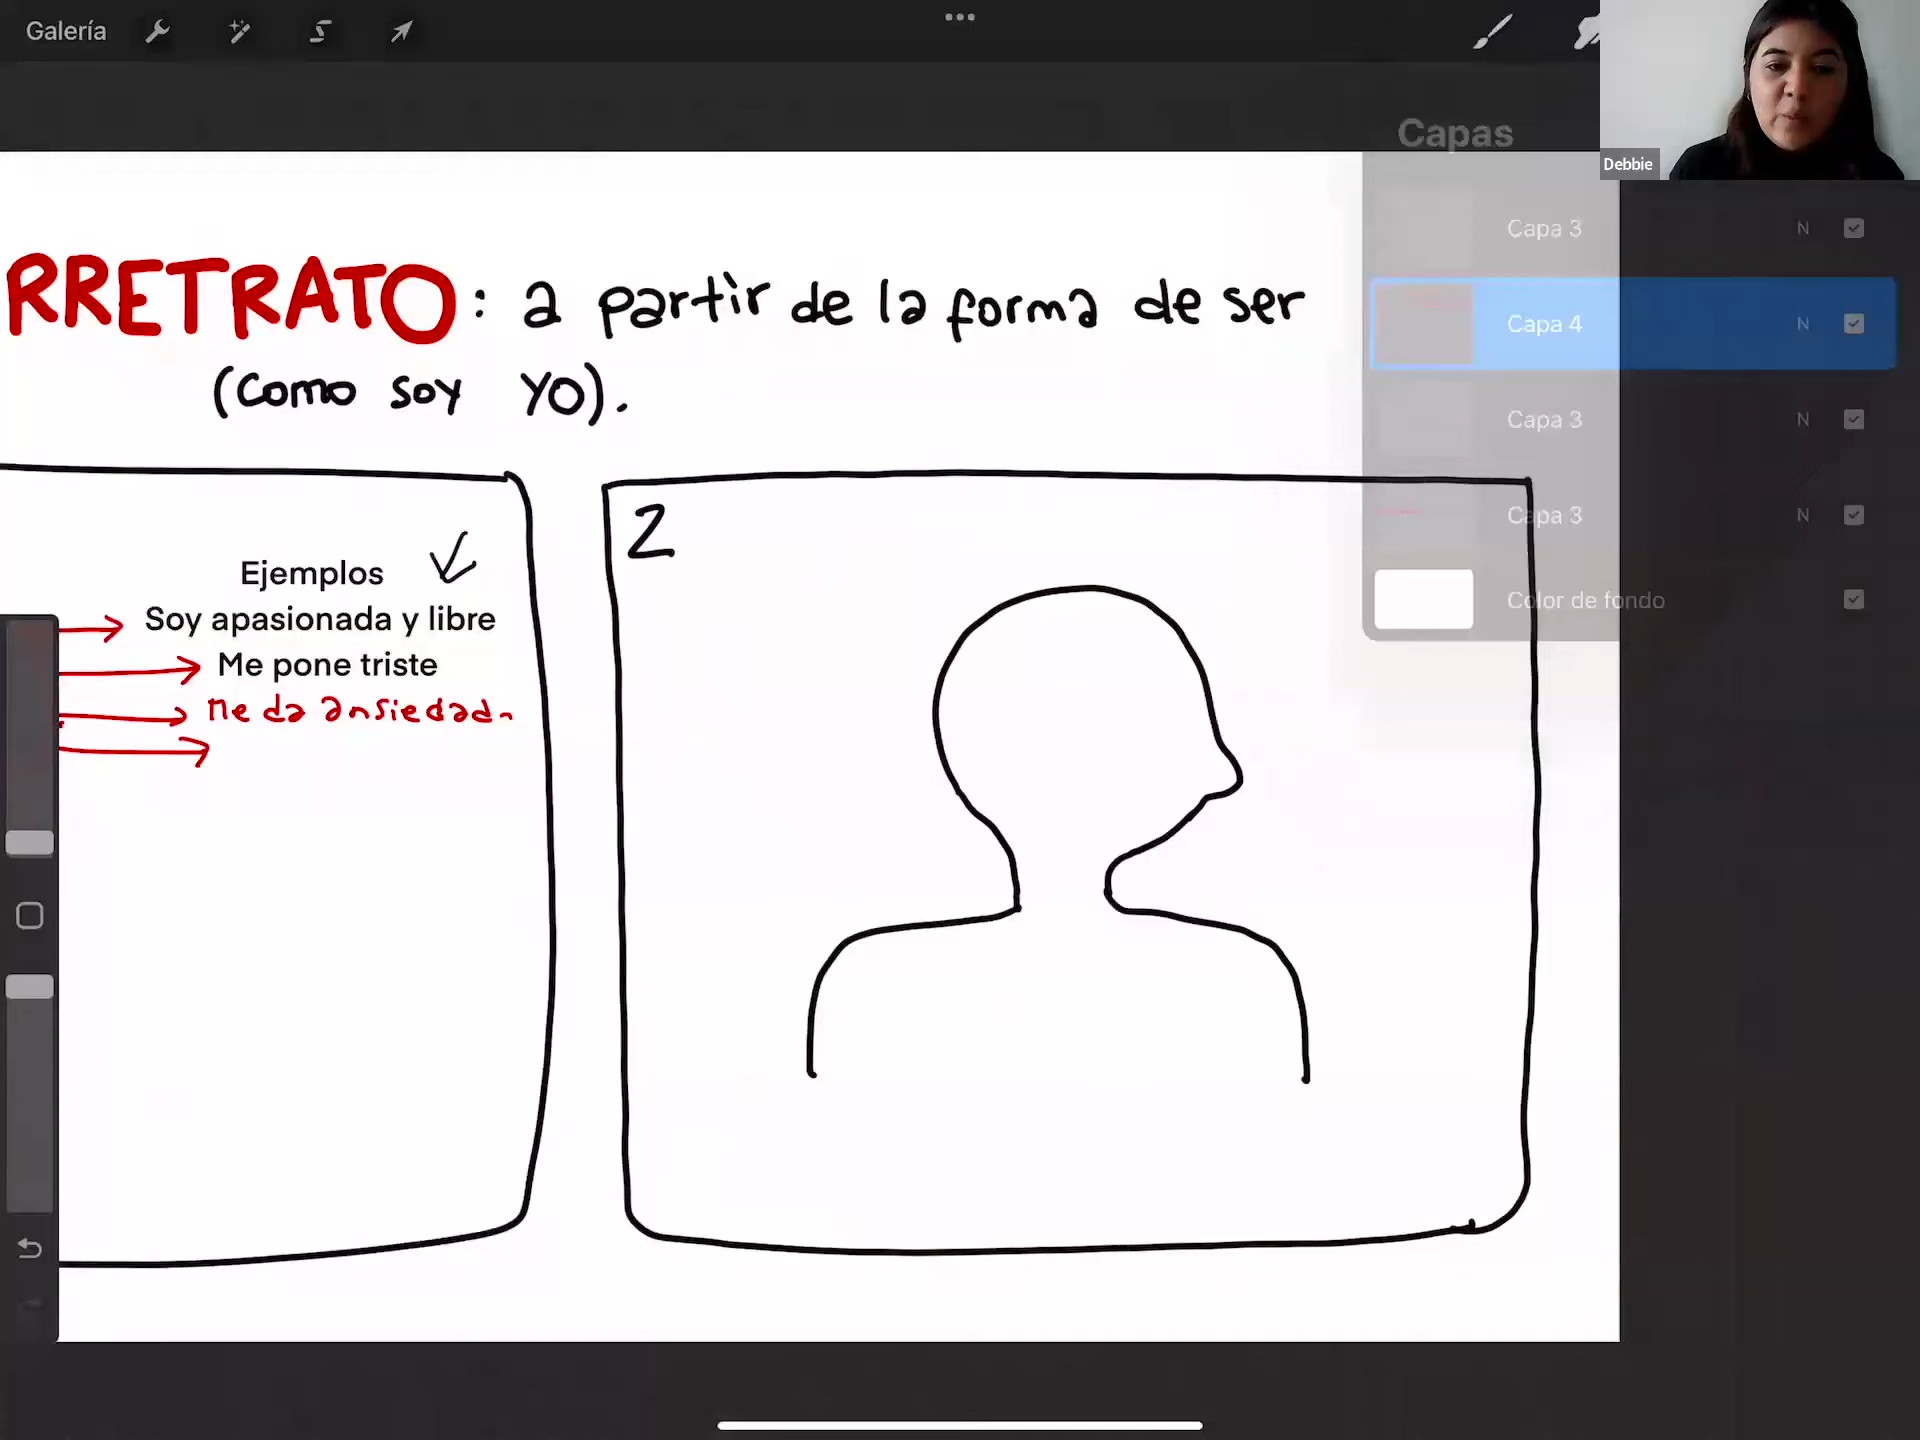 Galería
Debbie
Capas
Capa 3 N
Capa 4 N
Capa 3 N
Capa 3 N
Color de fondo
RRETRATO: a partir de la forma de ser
(como soy yo).
Ejemplos
Soy apasionada y libre
Me pone triste
Me da ansiedad
2